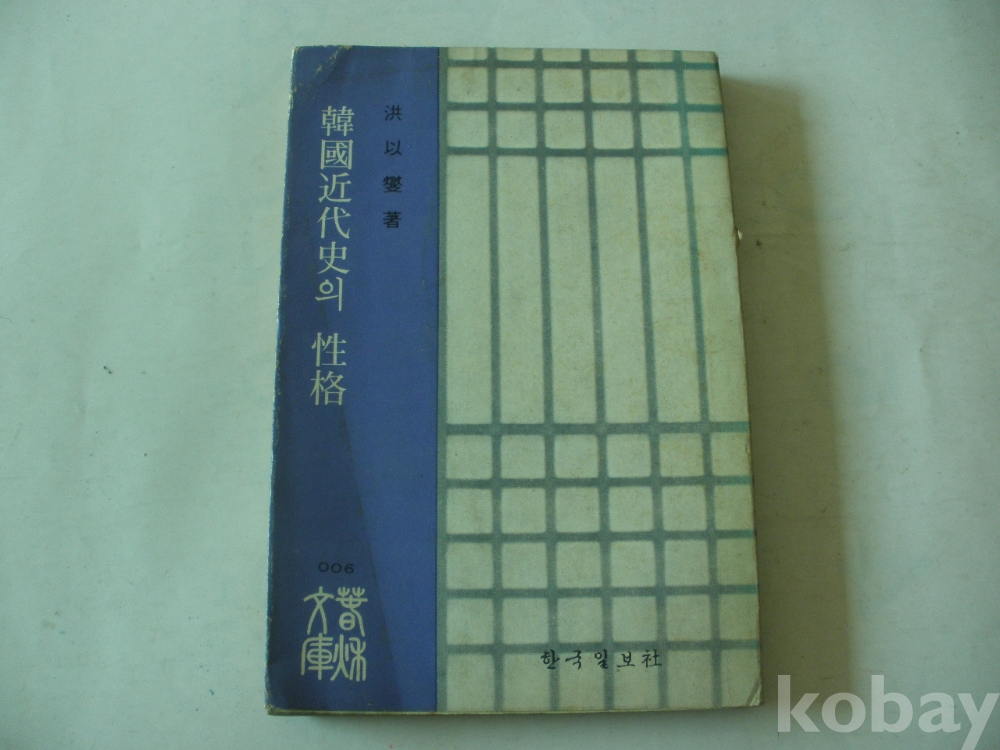 洪以燮 著
韓國近代史의 性格
006
春秋文庫
한국일보社
kobay